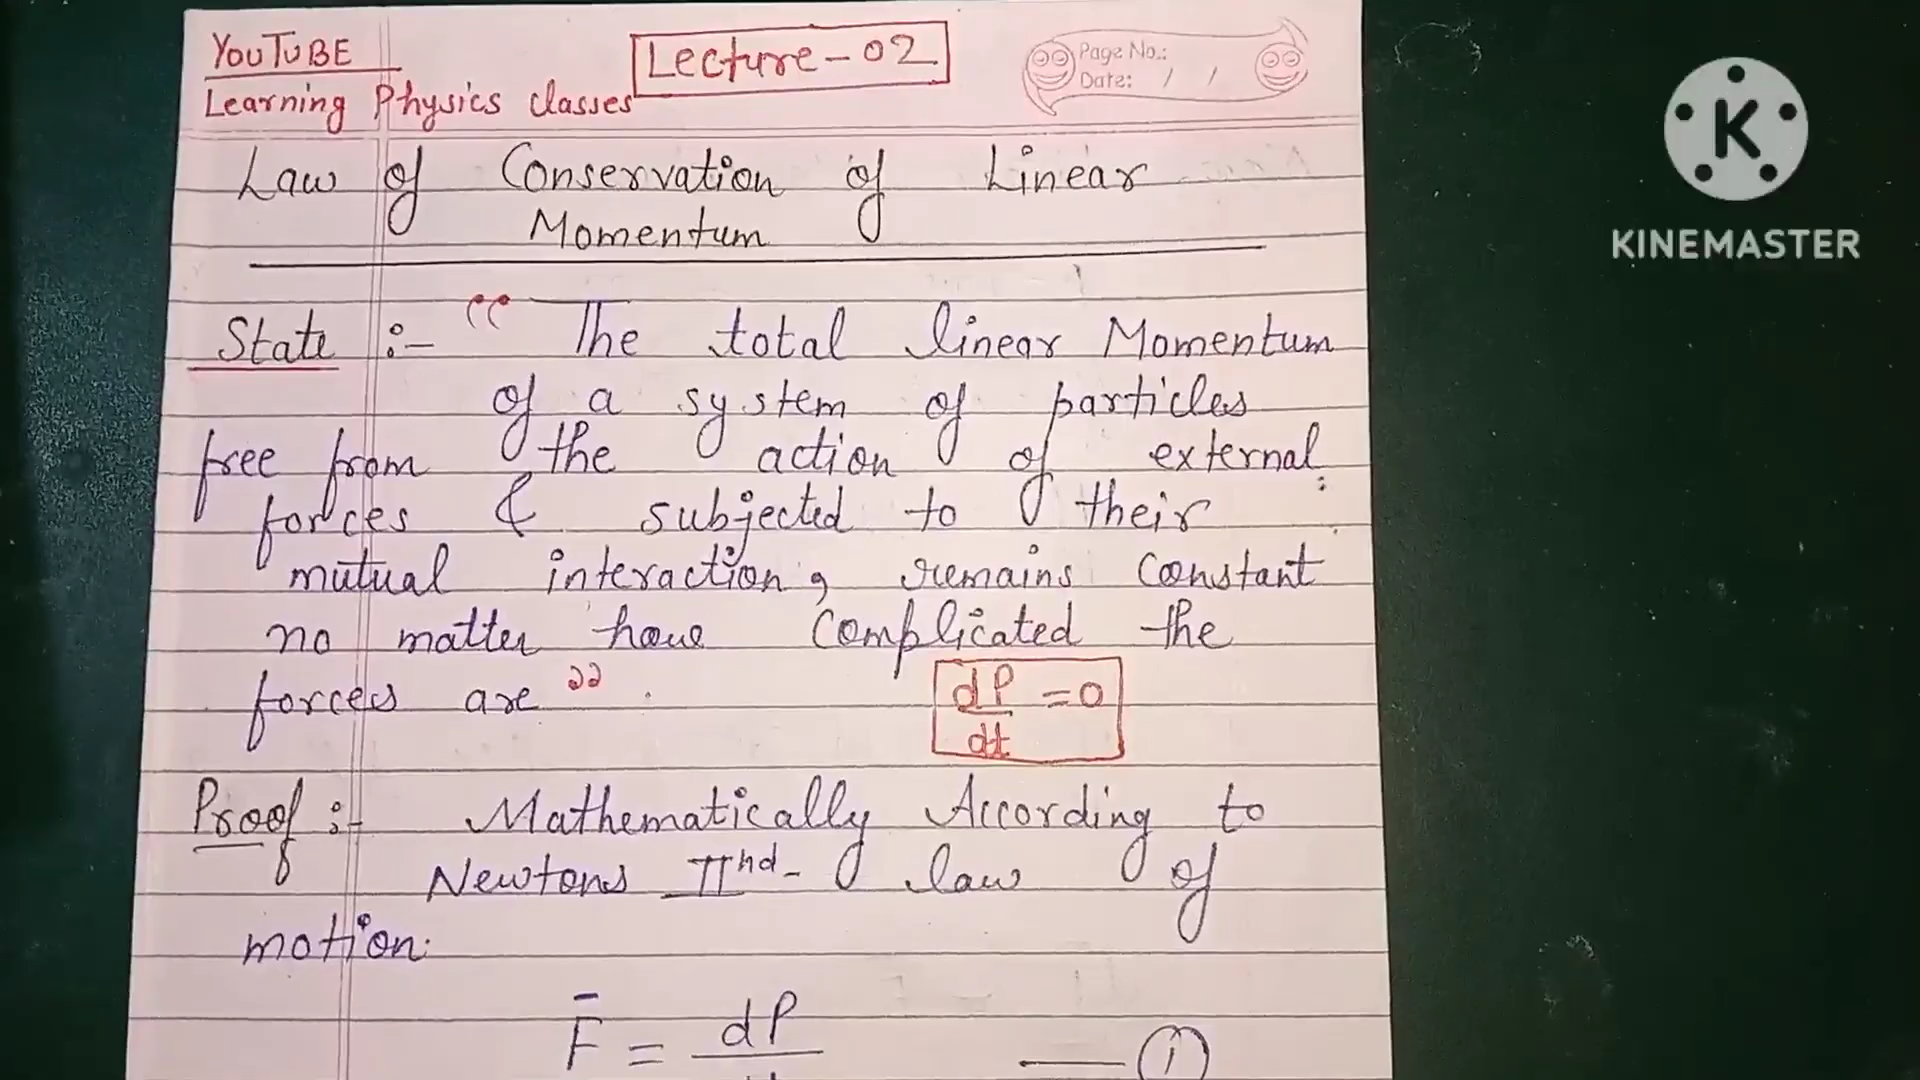 YOUTUBE
Lecture-02
Page No.:
Date: / /
Learning Physics classes
Law of Conservation of Linear
Momentum
State :- “ The total linear Momentum
of a system of particles
free from the action of external
forces & subjected to their
mutual interaction, remains constant
no matter how complicated the
forces are ”.
dP/dt = 0
Proof :- Mathematically According to
Newtons IInd- law of
motion.
F̄ = dP — (i)
K
KINEMASTER